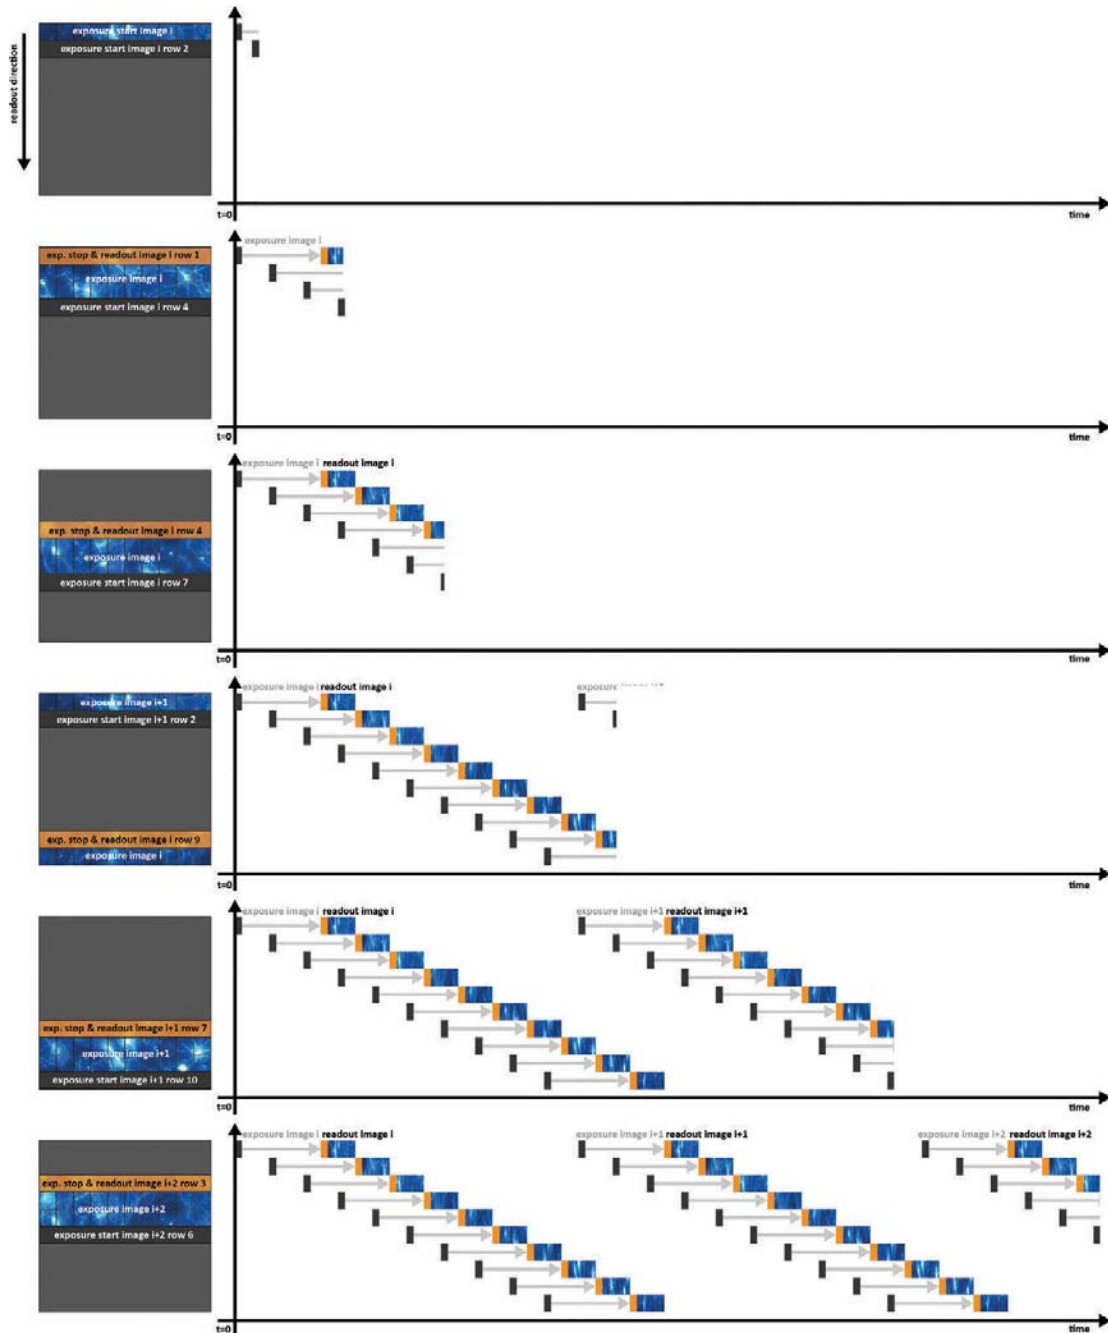 readout direction
exposure start image i
exposure start image i row 2
t=0
time
exp. stop & readout image i row 1
exposure image i
exposure start image i row 4
exposure image i
t=0
time
exp. stop & readout image i row 4
exposure image i
exposure start image i row 7
exposure image i readout image i
t=0
time
exposure image i+1
exposure start image i+1 row 2
exp. stop & readout image i row 9
exposure image i
exposure image i readout image i
exposure
t=0
time
exp. stop & readout image i+1 row 7
exposure image i+1
exposure start image i+1 row 10
exposure image i readout image i
exposure image i+1 readout image i+1
t=0
time
exp. stop & readout image i+2 row 3
exposure image i+2
exposure start image i+2 row 6
exposure image i readout image i
exposure image i+1 readout image i+1
exposure image i+2 readout image i+2
t=0
time